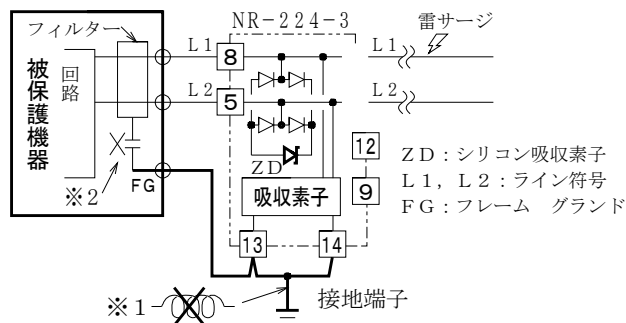 NR-224-3
フィルター
雷サージ
L1
8
L1
被保護機器
回路
L2
5
L2
12
ZD:シリコン吸収素子
ZD
9
L1,L2:ライン符号
※2
FG
吸収素子
FG:フレーム グランド
13
14
※1
接地端子